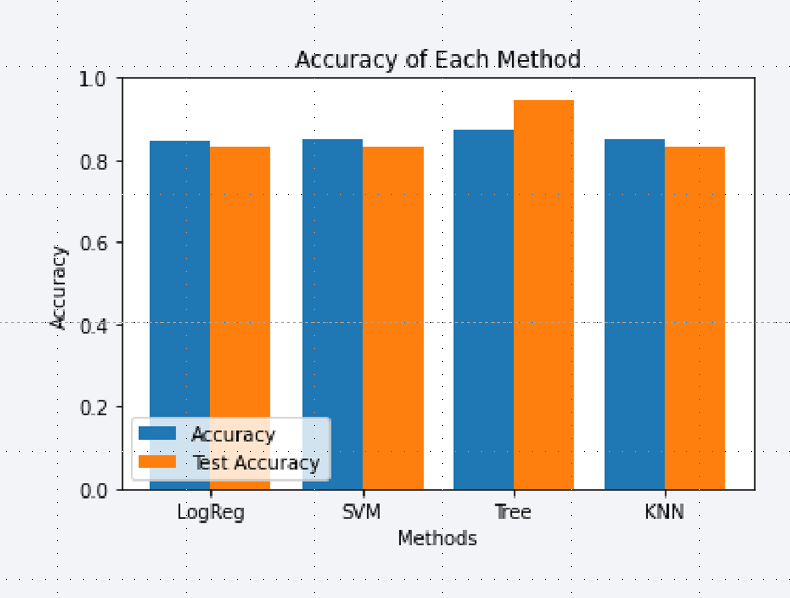 Accuracy of Each Method
1.0
0.8
0.6
0.4
0.2
0.0
Accuracy
Accuracy
Test Accuracy
LogReg SVM Tree KNN
Methods